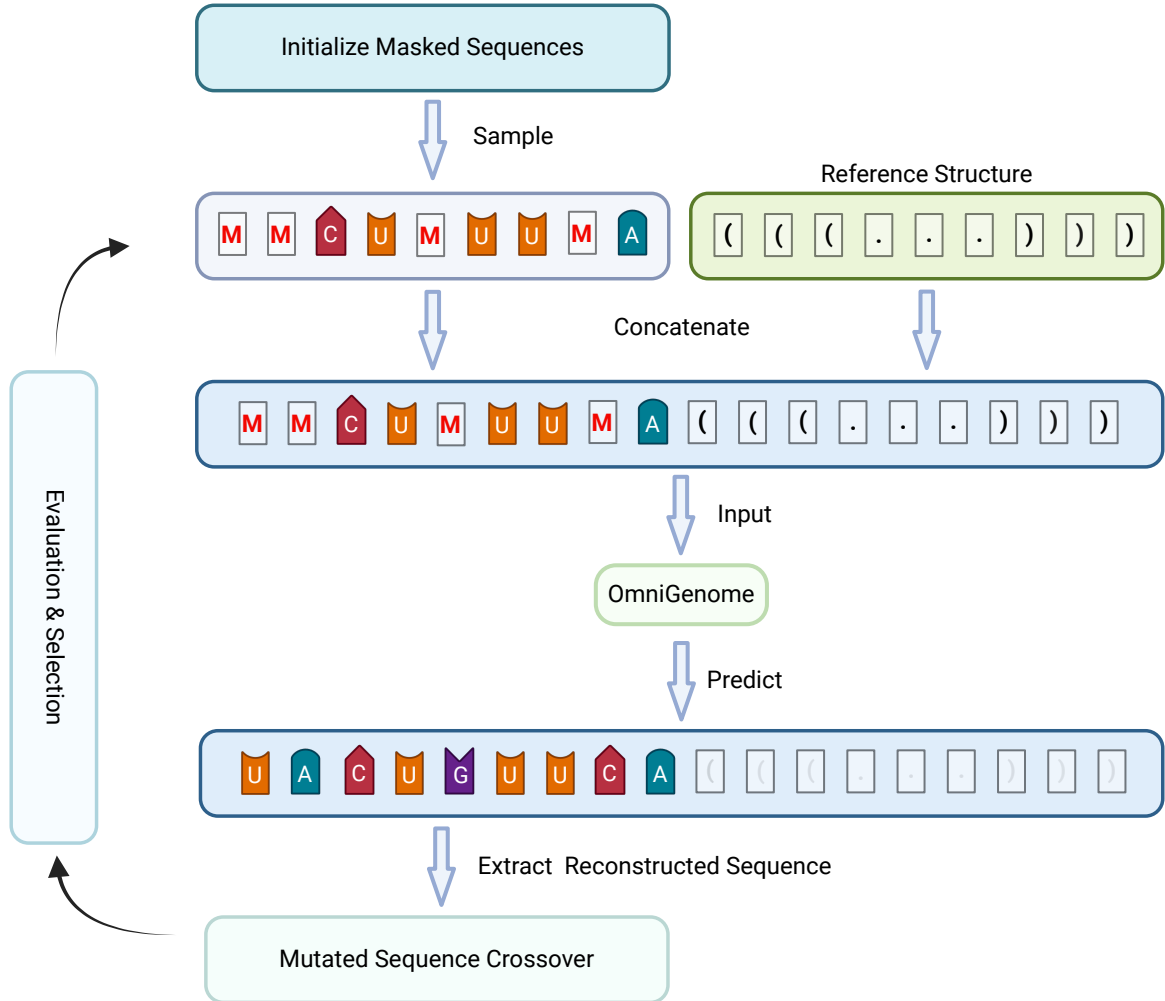 Initialize Masked Sequences
Sample
Reference Structure
M M C U M U U M A
( ( ( . . . ) ) )
Concatenate
M M C U M U U M A ( ( ( . . . ) ) )
Input
OmniGenome
Predict
U A C U G U U C A ( ( ( . . . ) ) )
Extract Reconstructed Sequence
Mutated Sequence Crossover
Evaluation & Selection